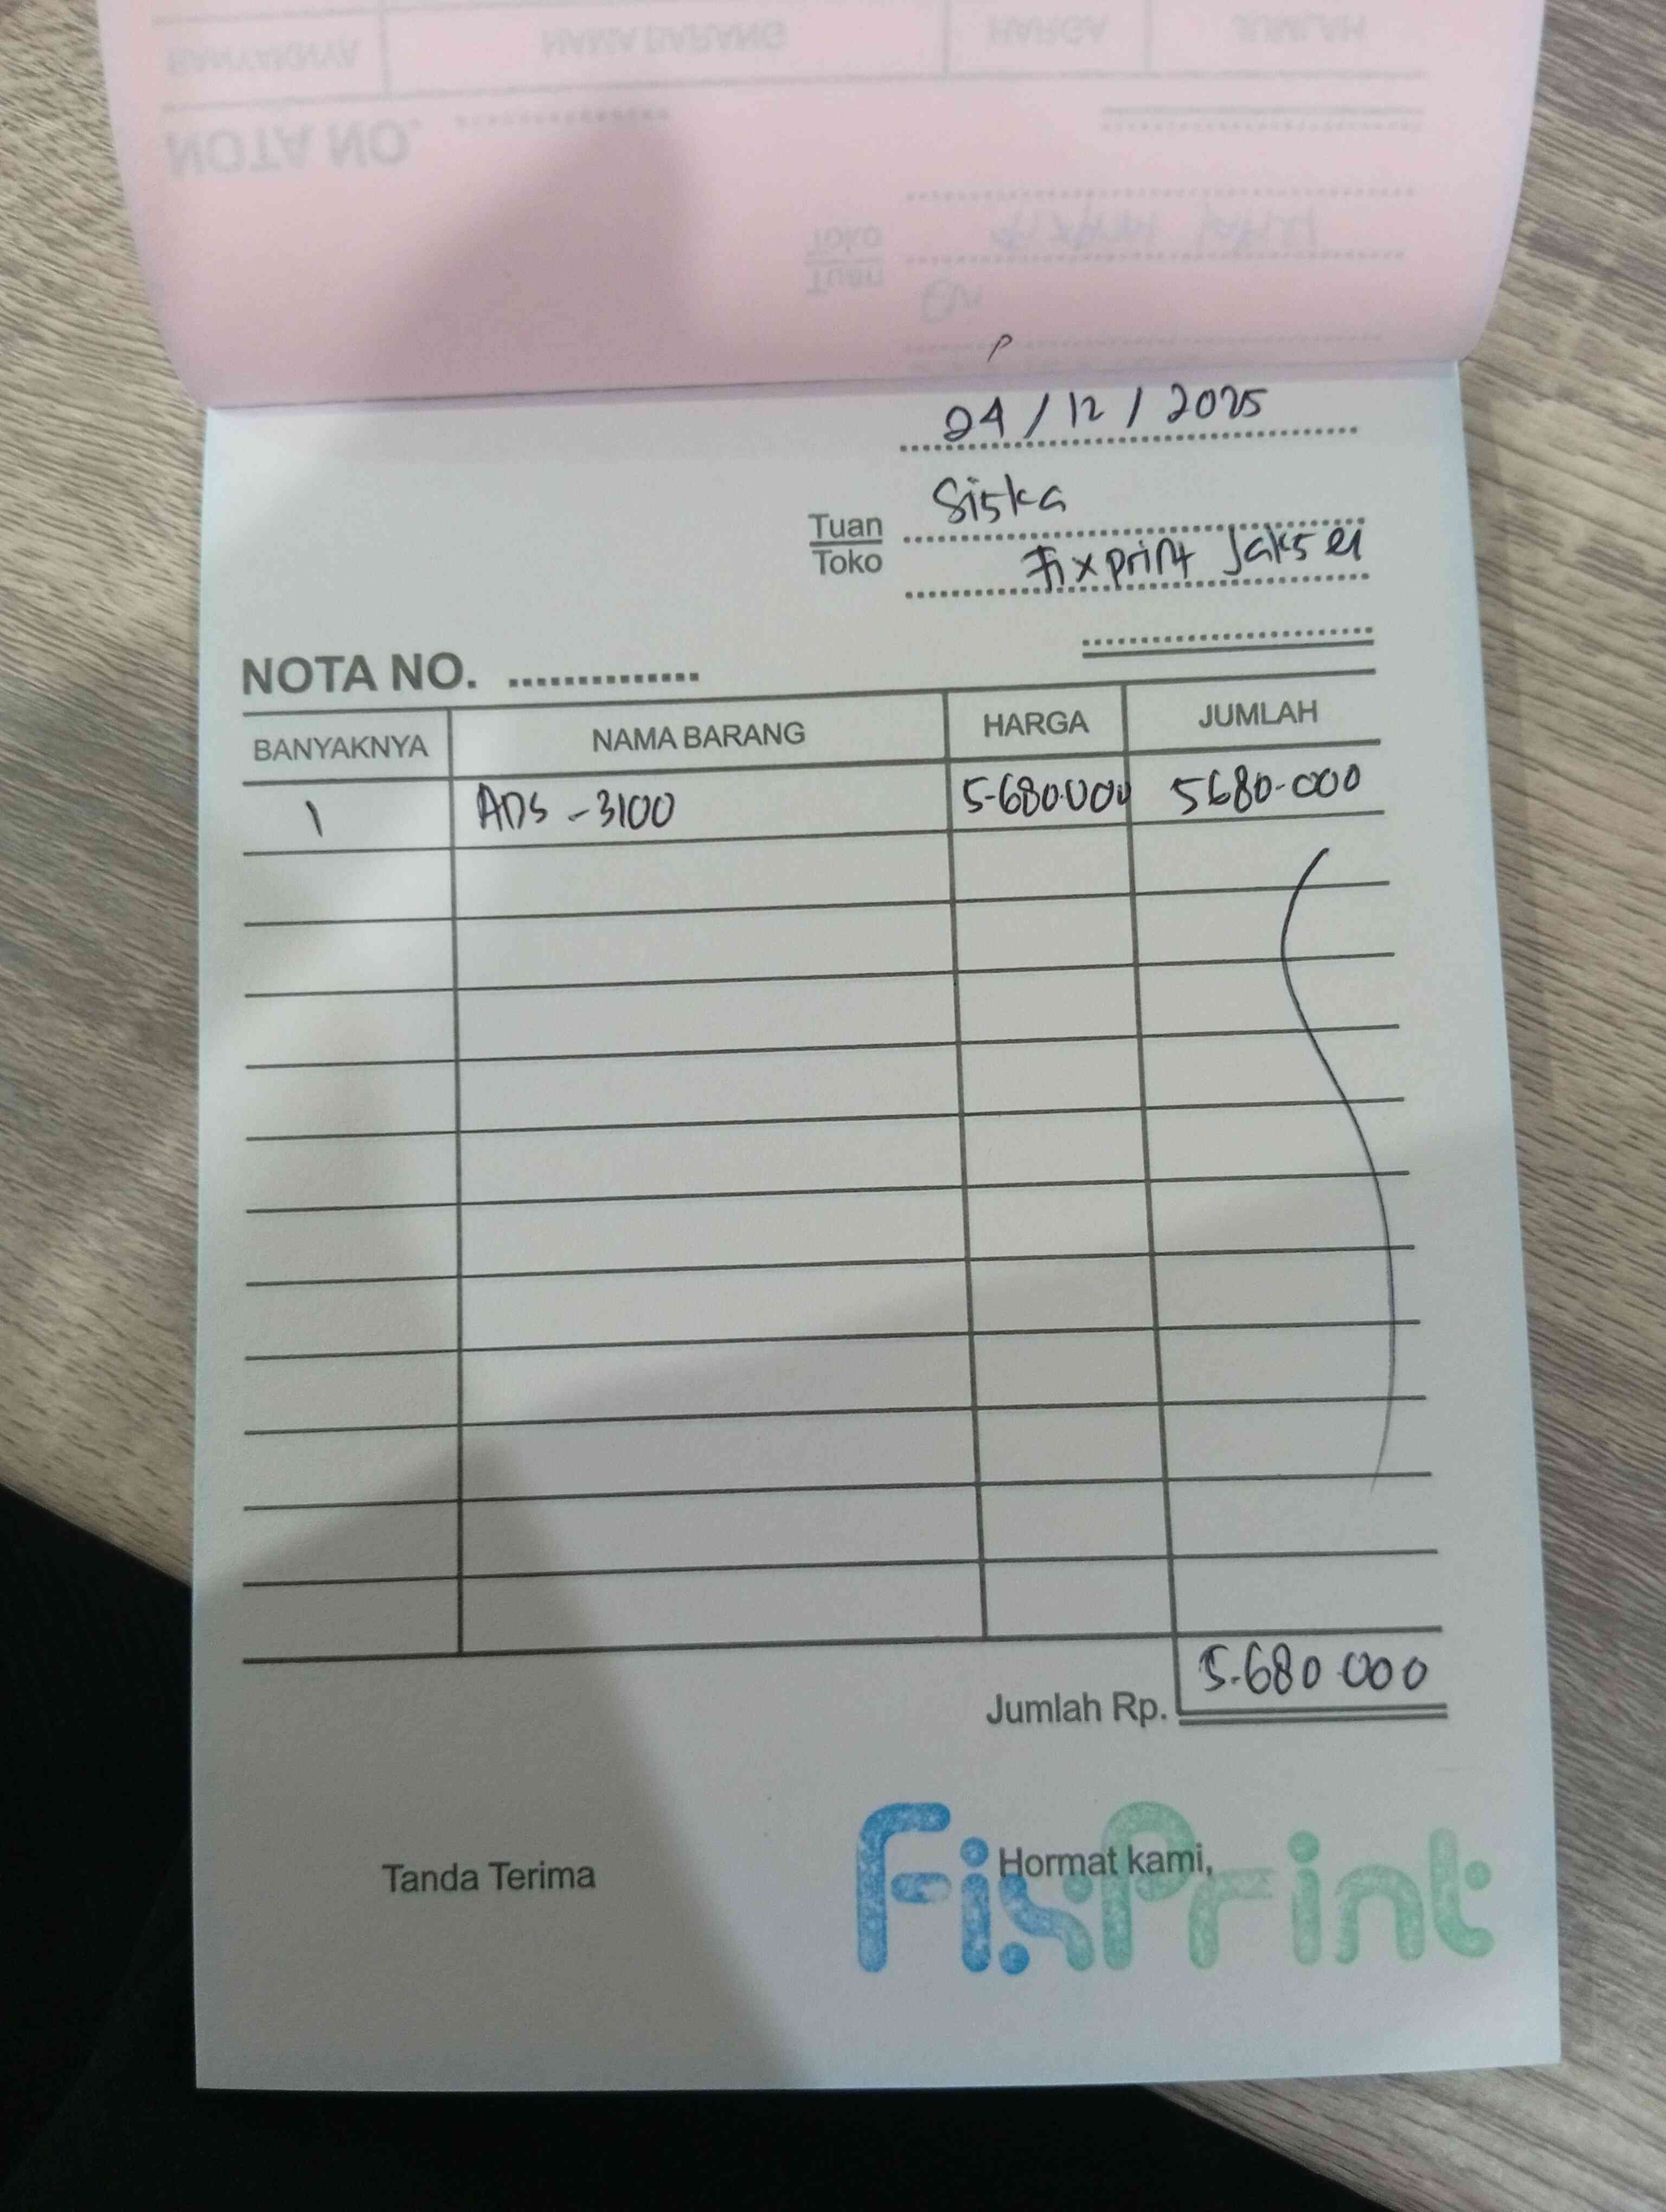 24/12/2025
Siska
Tuan
Toko
Fixprint Jaksel
NOTA NO. ..............
BANYAKNYA NAMA BARANG HARGA JUMLAH
1 ADS -3100 5.680.000 5680.000
Jumlah Rp. 5.680.000
Tanda Terima Hormat kami,
FixPrint